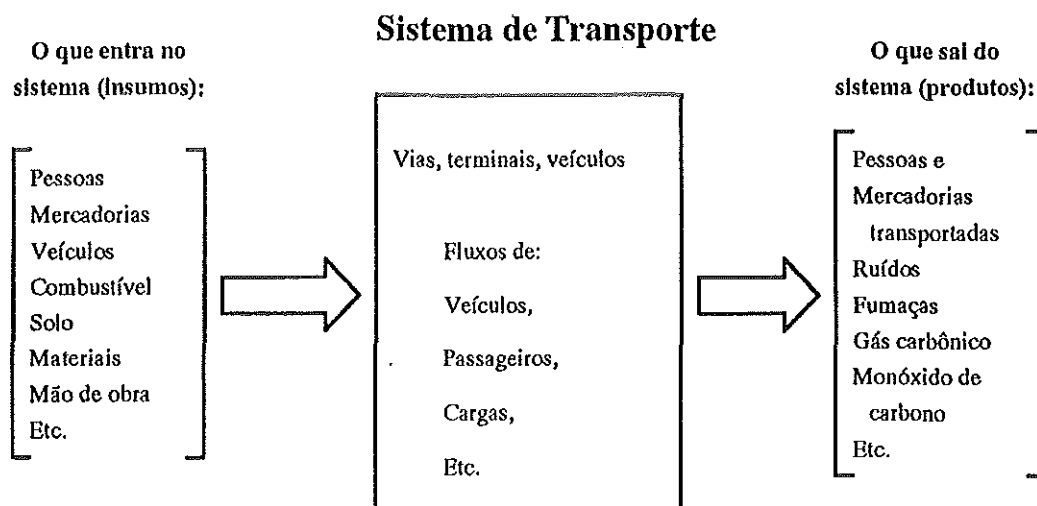 Sistema de Transporte
O que entra no
sistema (insumos):
Pessoas
Mercadorias
Veículos
Combustível
Solo
Materiais
Mão de obra
Etc.
Vias, terminais, veículos
Fluxos de:
Veículos,
Passageiros,
Cargas,
Etc.
O que sai do
sistema (produtos):
Pessoas e
Mercadorias
transportadas
Ruídos
Fumaças
Gás carbônico
Monóxido de
carbono
Etc.